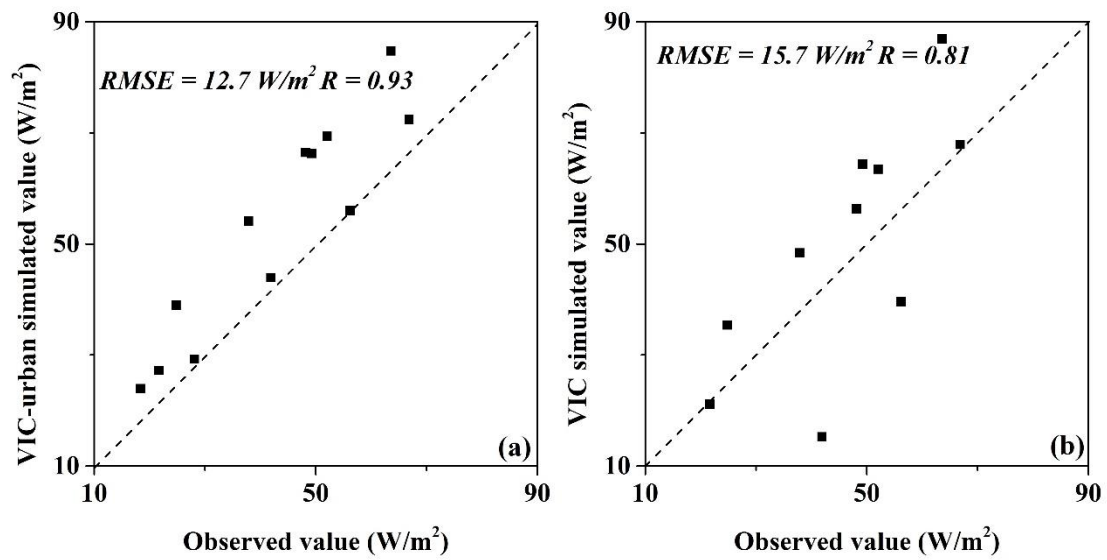 90
RMSE = 12.7 W/m² R = 0.93
VIC-urban simulated value (W/m²)
50
10
(a)
10 50 90
Observed value (W/m²)
90
RMSE = 15.7 W/m² R = 0.81
VIC simulated value (W/m²)
50
10
(b)
10 50 90
Observed value (W/m²)